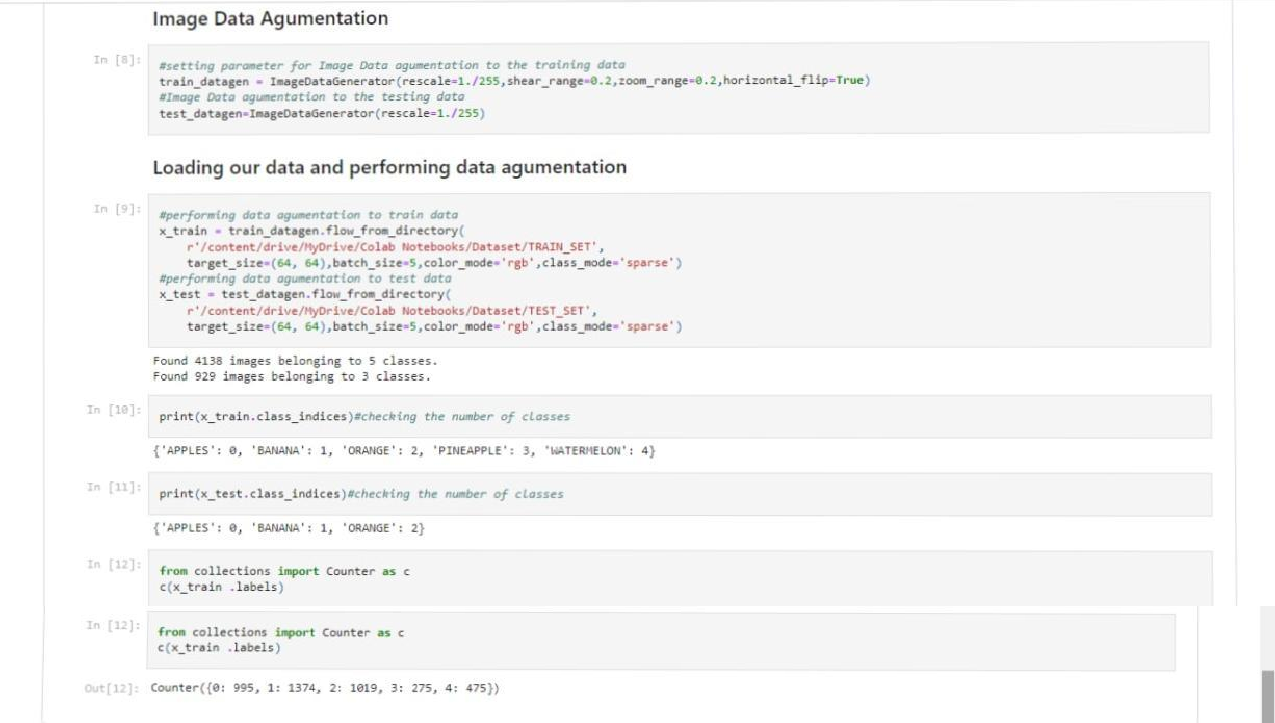 Image Data Agumentation
In [8]:
#setting parameter for Image Data agumentation to the training data
train_datagen = ImageDataGenerator(rescale=1./255,shear_range=0.2,zoom_range=0.2,horizontal_flip=True)
#Image Data agumentation to the testing data
test_datagen=ImageDataGenerator(rescale=1./255)
Loading our data and performing data agumentation
In [9]:
#performing data agumentation to train data
x_train = train_datagen.flow_from_directory(
r'/content/drive/MyDrive/Colab Notebooks/Dataset/TRAIN_SET',
target_size=(64, 64),batch_size=5,color_mode='rgb',class_mode='sparse')
#performing data agumentation to test data
x_test = test_datagen.flow_from_directory(
r'/content/drive/MyDrive/Colab Notebooks/Dataset/TEST_SET',
target_size=(64, 64),batch_size=5,color_mode='rgb',class_mode='sparse')
Found 4138 images belonging to 5 classes.
Found 929 images belonging to 3 classes.
In [10]:
print(x_train.class_indices)#checking the number of classes
{'APPLES': 0, 'BANANA': 1, 'ORANGE': 2, 'PINEAPPLE': 3, "WATERMELON": 4}
In [11]:
print(x_test.class_indices)#checking the number of classes
{'APPLES': 0, 'BANANA': 1, 'ORANGE': 2}
In [12]:
from collections import Counter as c
c(x_train .labels)
In [12]:
from collections import Counter as c
c(x_train .labels)
Out[12]: Counter({0: 995, 1: 1374, 2: 1019, 3: 275, 4: 475})